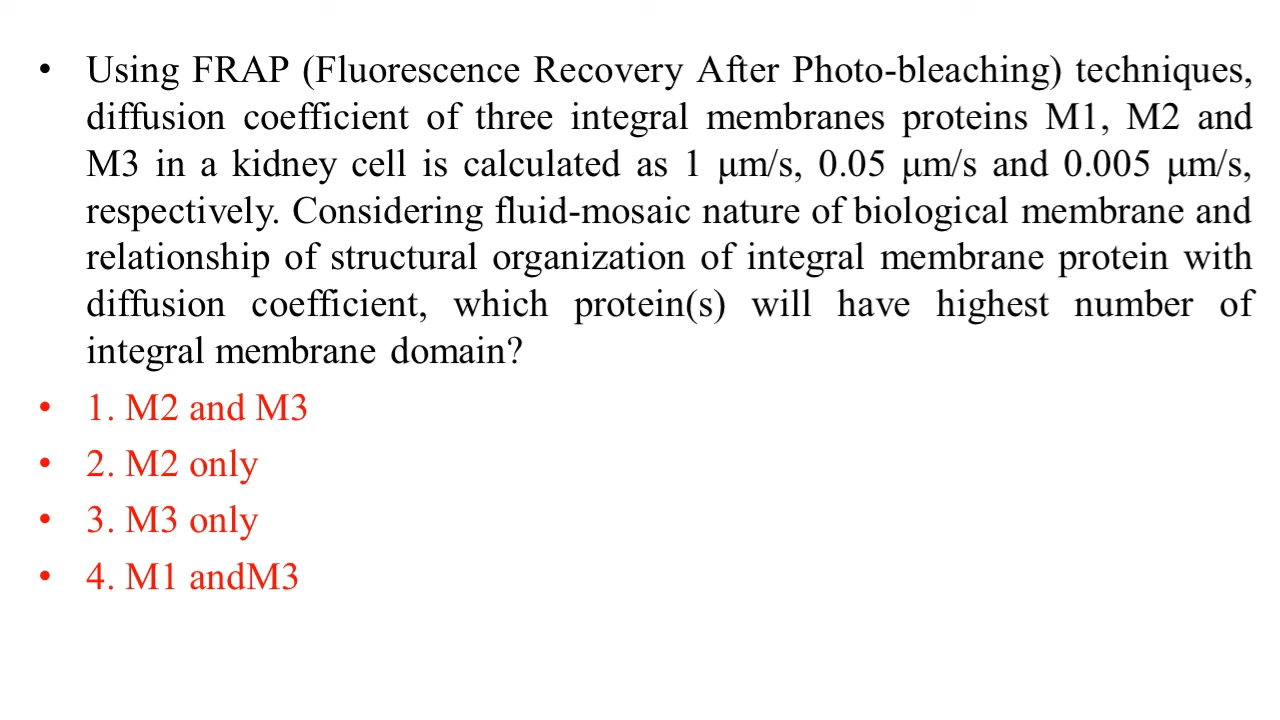 • Using FRAP (Fluorescence Recovery After Photo-bleaching) techniques,
diffusion coefficient of three integral membranes proteins M1, M2 and
M3 in a kidney cell is calculated as 1 μm/s, 0.05 μm/s and 0.005 μm/s,
respectively. Considering fluid-mosaic nature of biological membrane and
relationship of structural organization of integral membrane protein with
diffusion coefficient, which protein(s) will have highest number of
integral membrane domain?
• 1. M2 and M3
• 2. M2 only
• 3. M3 only
• 4. M1 andM3